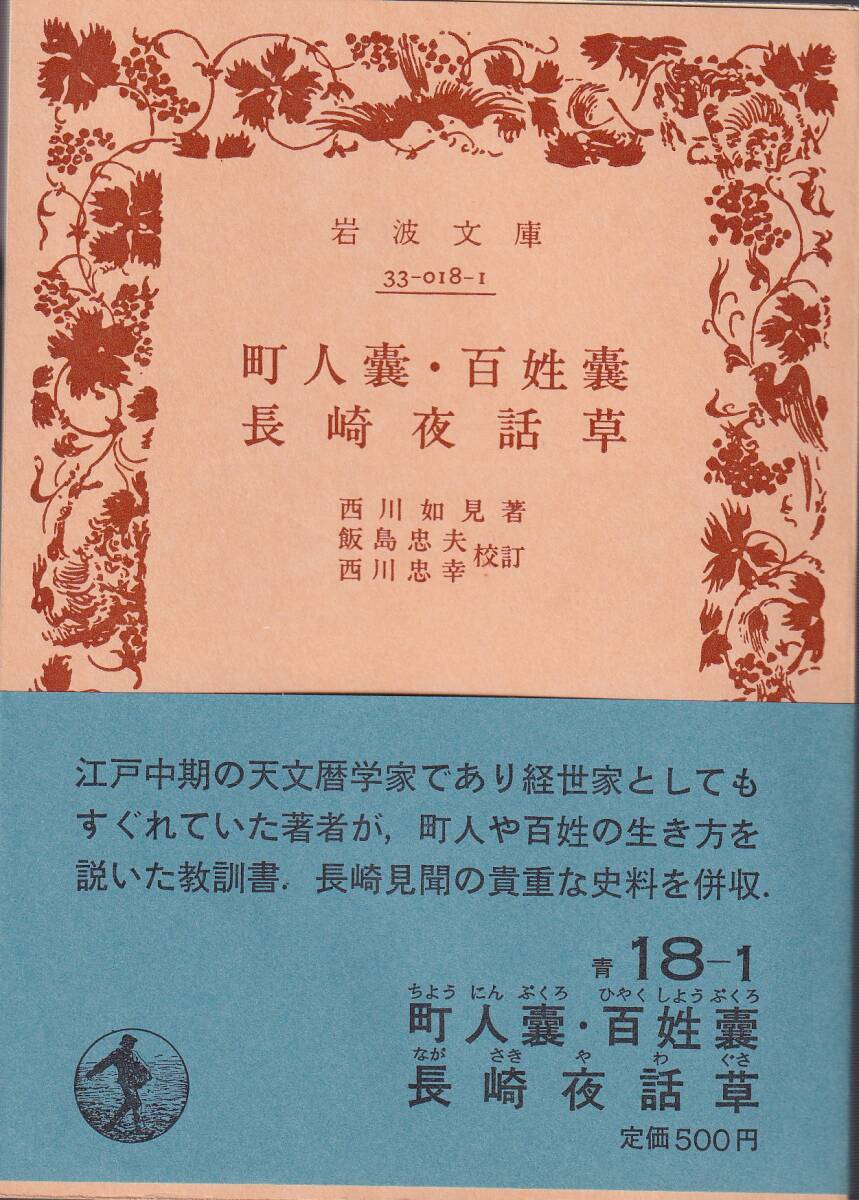 岩波文庫
33-018-1
町人嚢・百姓嚢
長崎夜話草
西川如見著
飯島忠夫
西川忠幸
校訂
江戸中期の天文暦学家であり経世家としても
すぐれていた著者が，町人や百姓の生き方を
説いた教訓書．長崎見聞の貴重な史料を併収．
青 18-1
ちよう にん ぶくろ ひやく しよう ぶくろ
町人嚢・百姓嚢
なが さき や わ ぐさ
長崎夜話草
定価500円